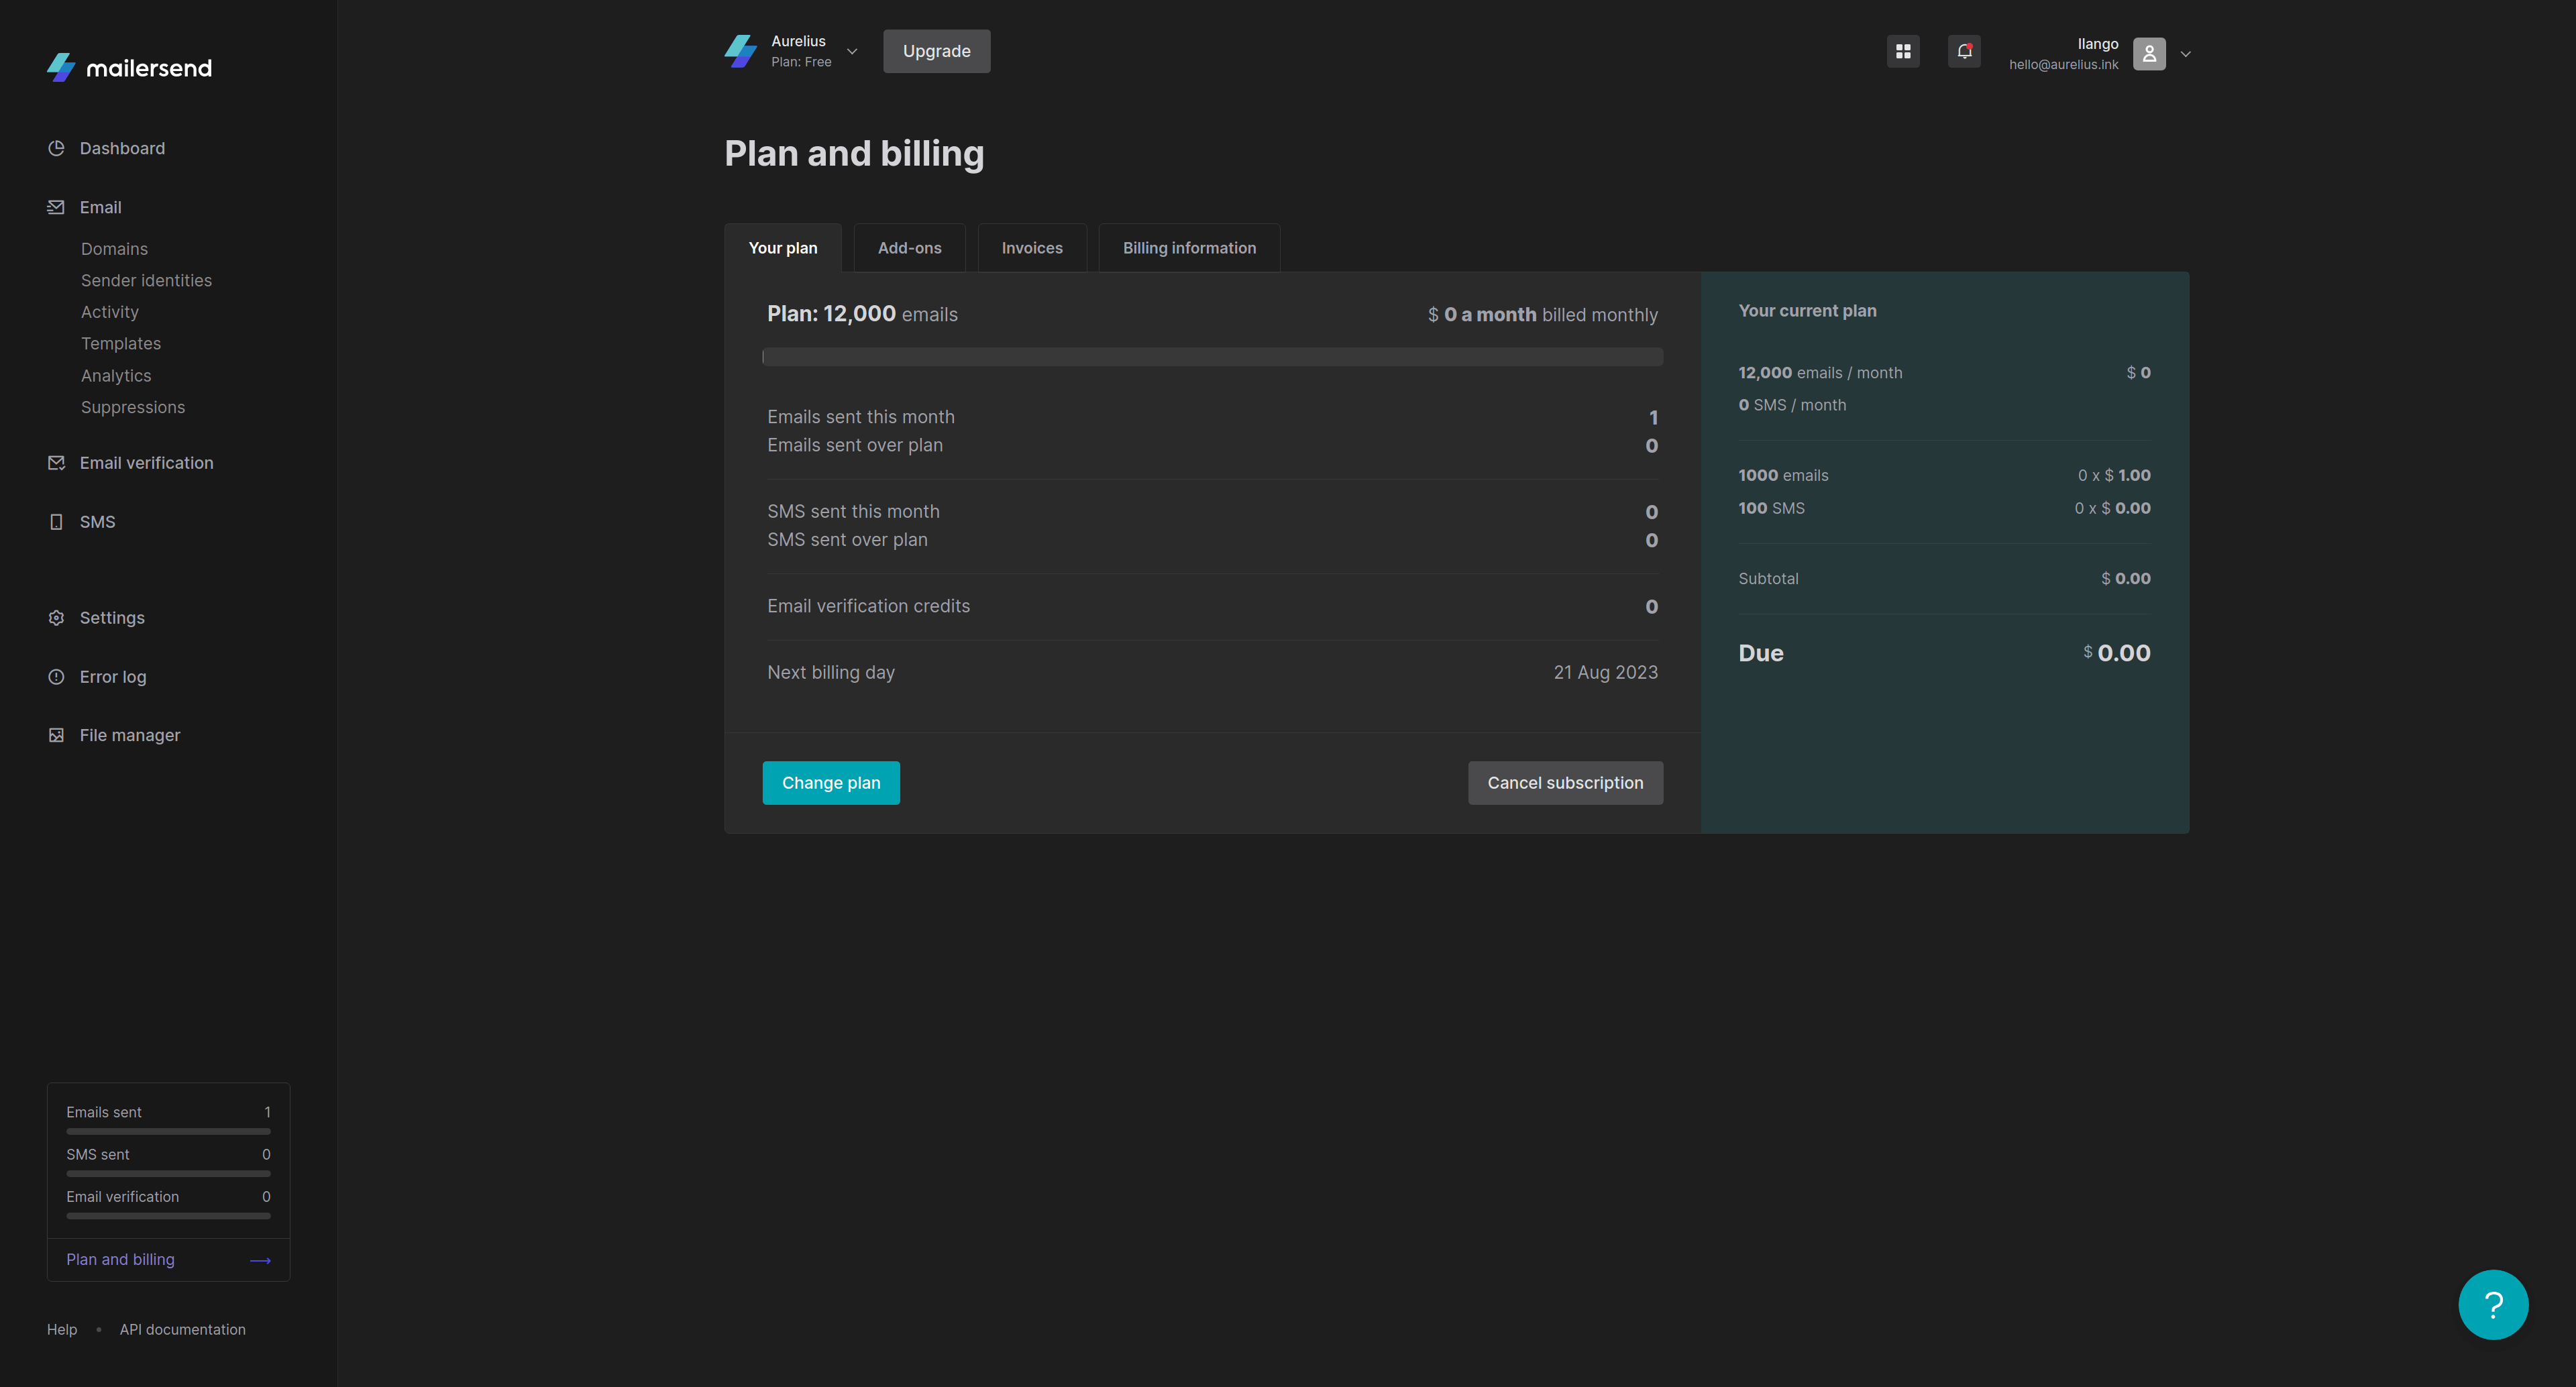 mailersend
Dashboard
Email
Domains
Sender identities
Activity
Templates
Analytics
Suppressions
Email verification
SMS
Settings
Error log
File manager
Emails sent 1
SMS sent 0
Email verification 0
Plan and billing
Help • API documentation
Aurelius
Plan: Free
Upgrade
Ilango
hello@aurelius.ink
Plan and billing
Your plan Add-ons Invoices Billing information
Plan: 12,000 emails $ 0 a month billed monthly
Emails sent this month 1
Emails sent over plan 0
SMS sent this month 0
SMS sent over plan 0
Email verification credits 0
Next billing day 21 Aug 2023
Change plan Cancel subscription
Your current plan
12,000 emails / month $ 0
0 SMS / month
1000 emails 0 x $ 1.00
100 SMS 0 x $ 0.00
Subtotal $ 0.00
Due $ 0.00
?